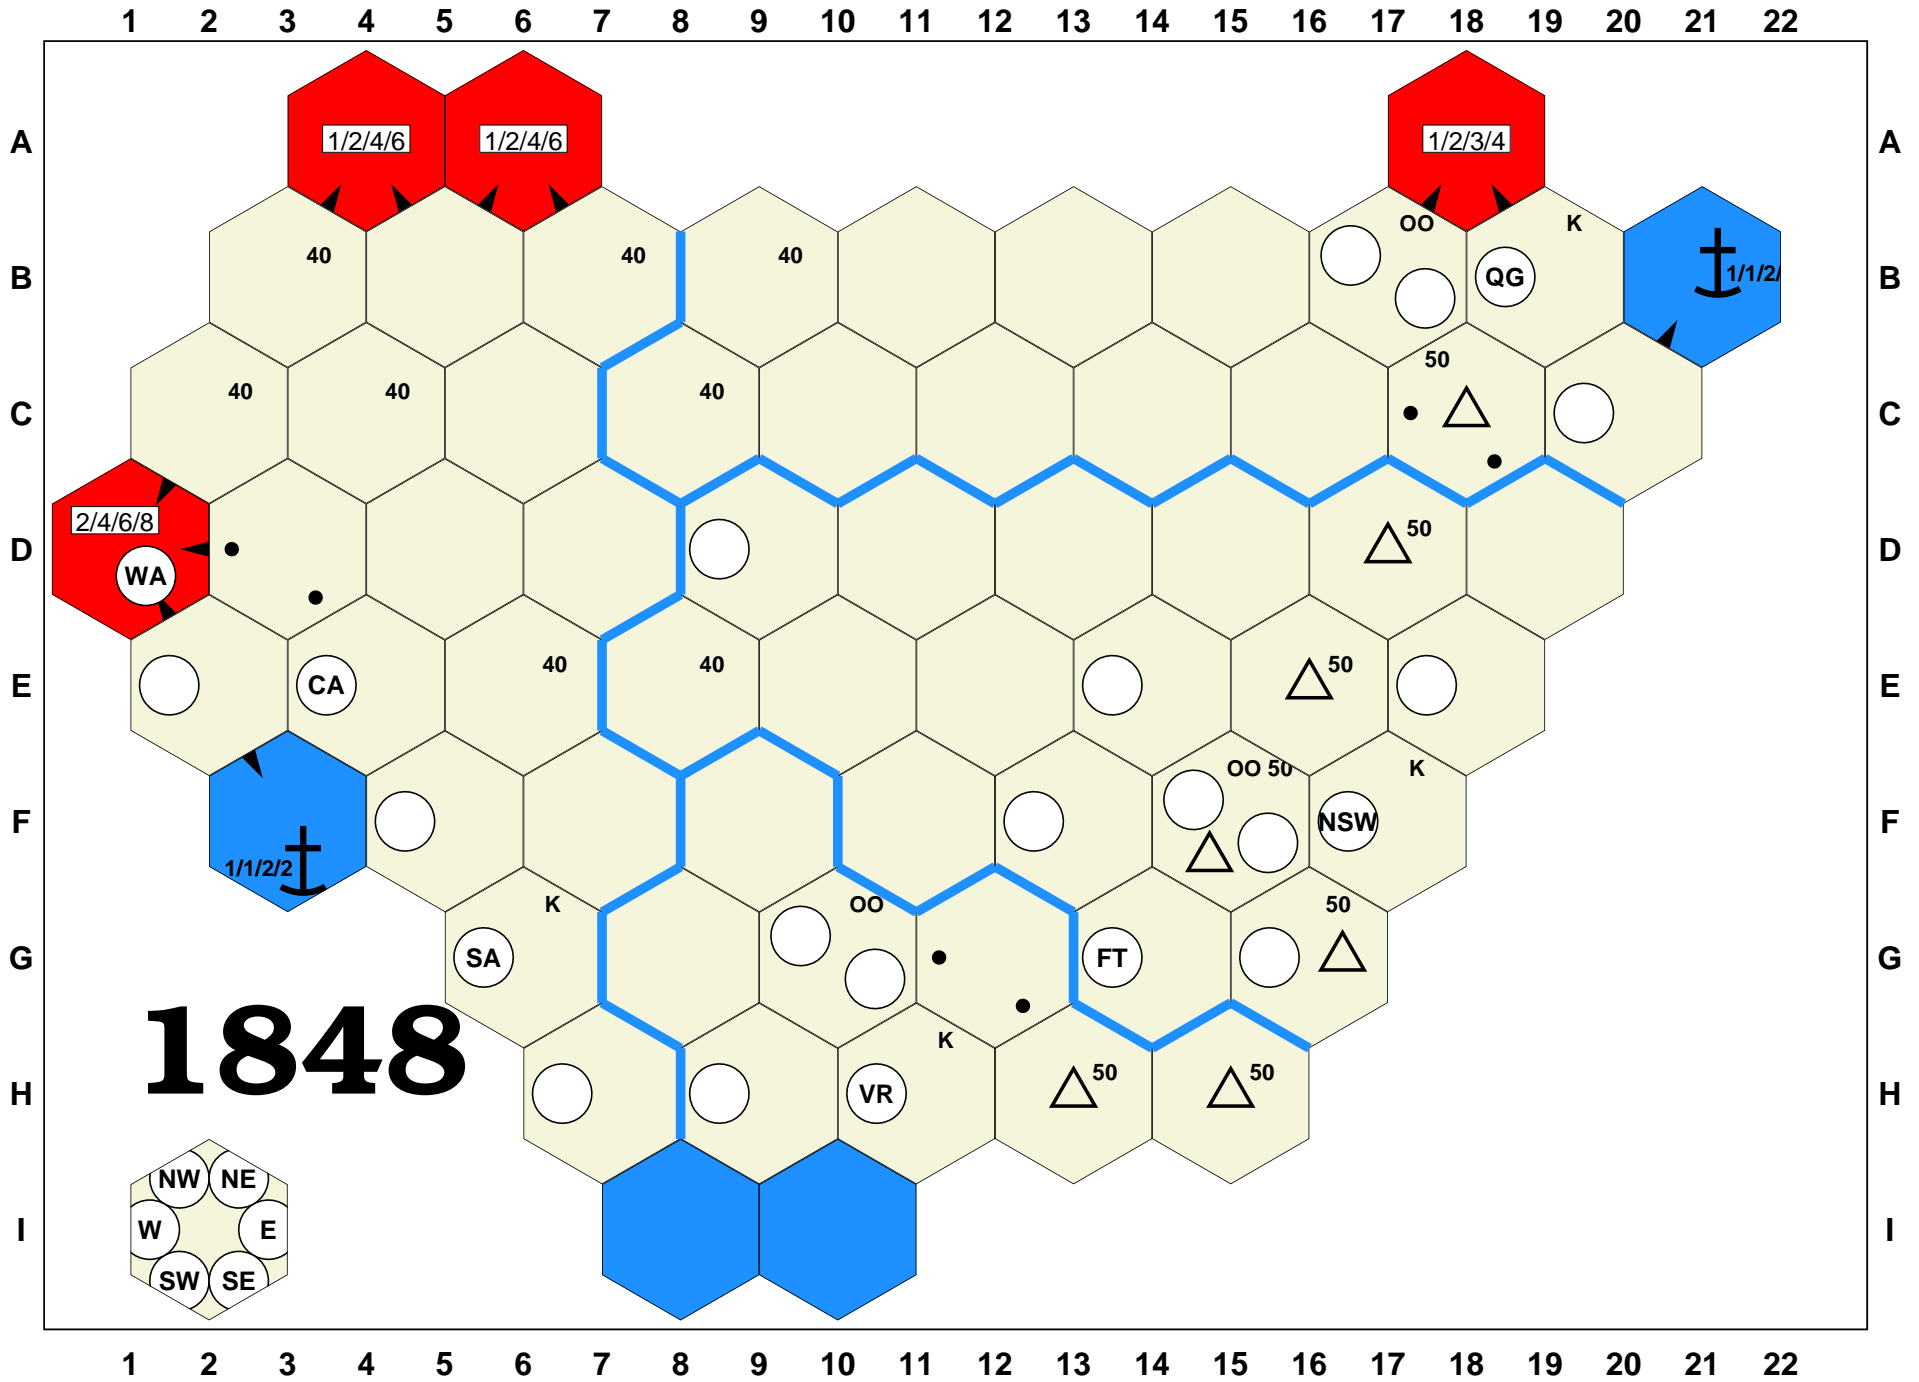 1 2 3 4 5 6 7 8 9 10 11 12 13 14 15 16 17 18 19 20 21 22
A 1/2/4/6 1/2/4/6 1/2/3/4 A
OO K
40 40 40
B QG 1/1/2/ B
50
C 40 40 40 C
2/4/6/8 50
D WA D
40 40 50
E CA E
OO 50 K
F NSW F
1/1/2/2
K OO 50
G SA FT G
1848
K
50 50
H VR H
NW NE
I W E I
SW SE
1 2 3 4 5 6 7 8 9 10 11 12 13 14 15 16 17 18 19 20 21 22